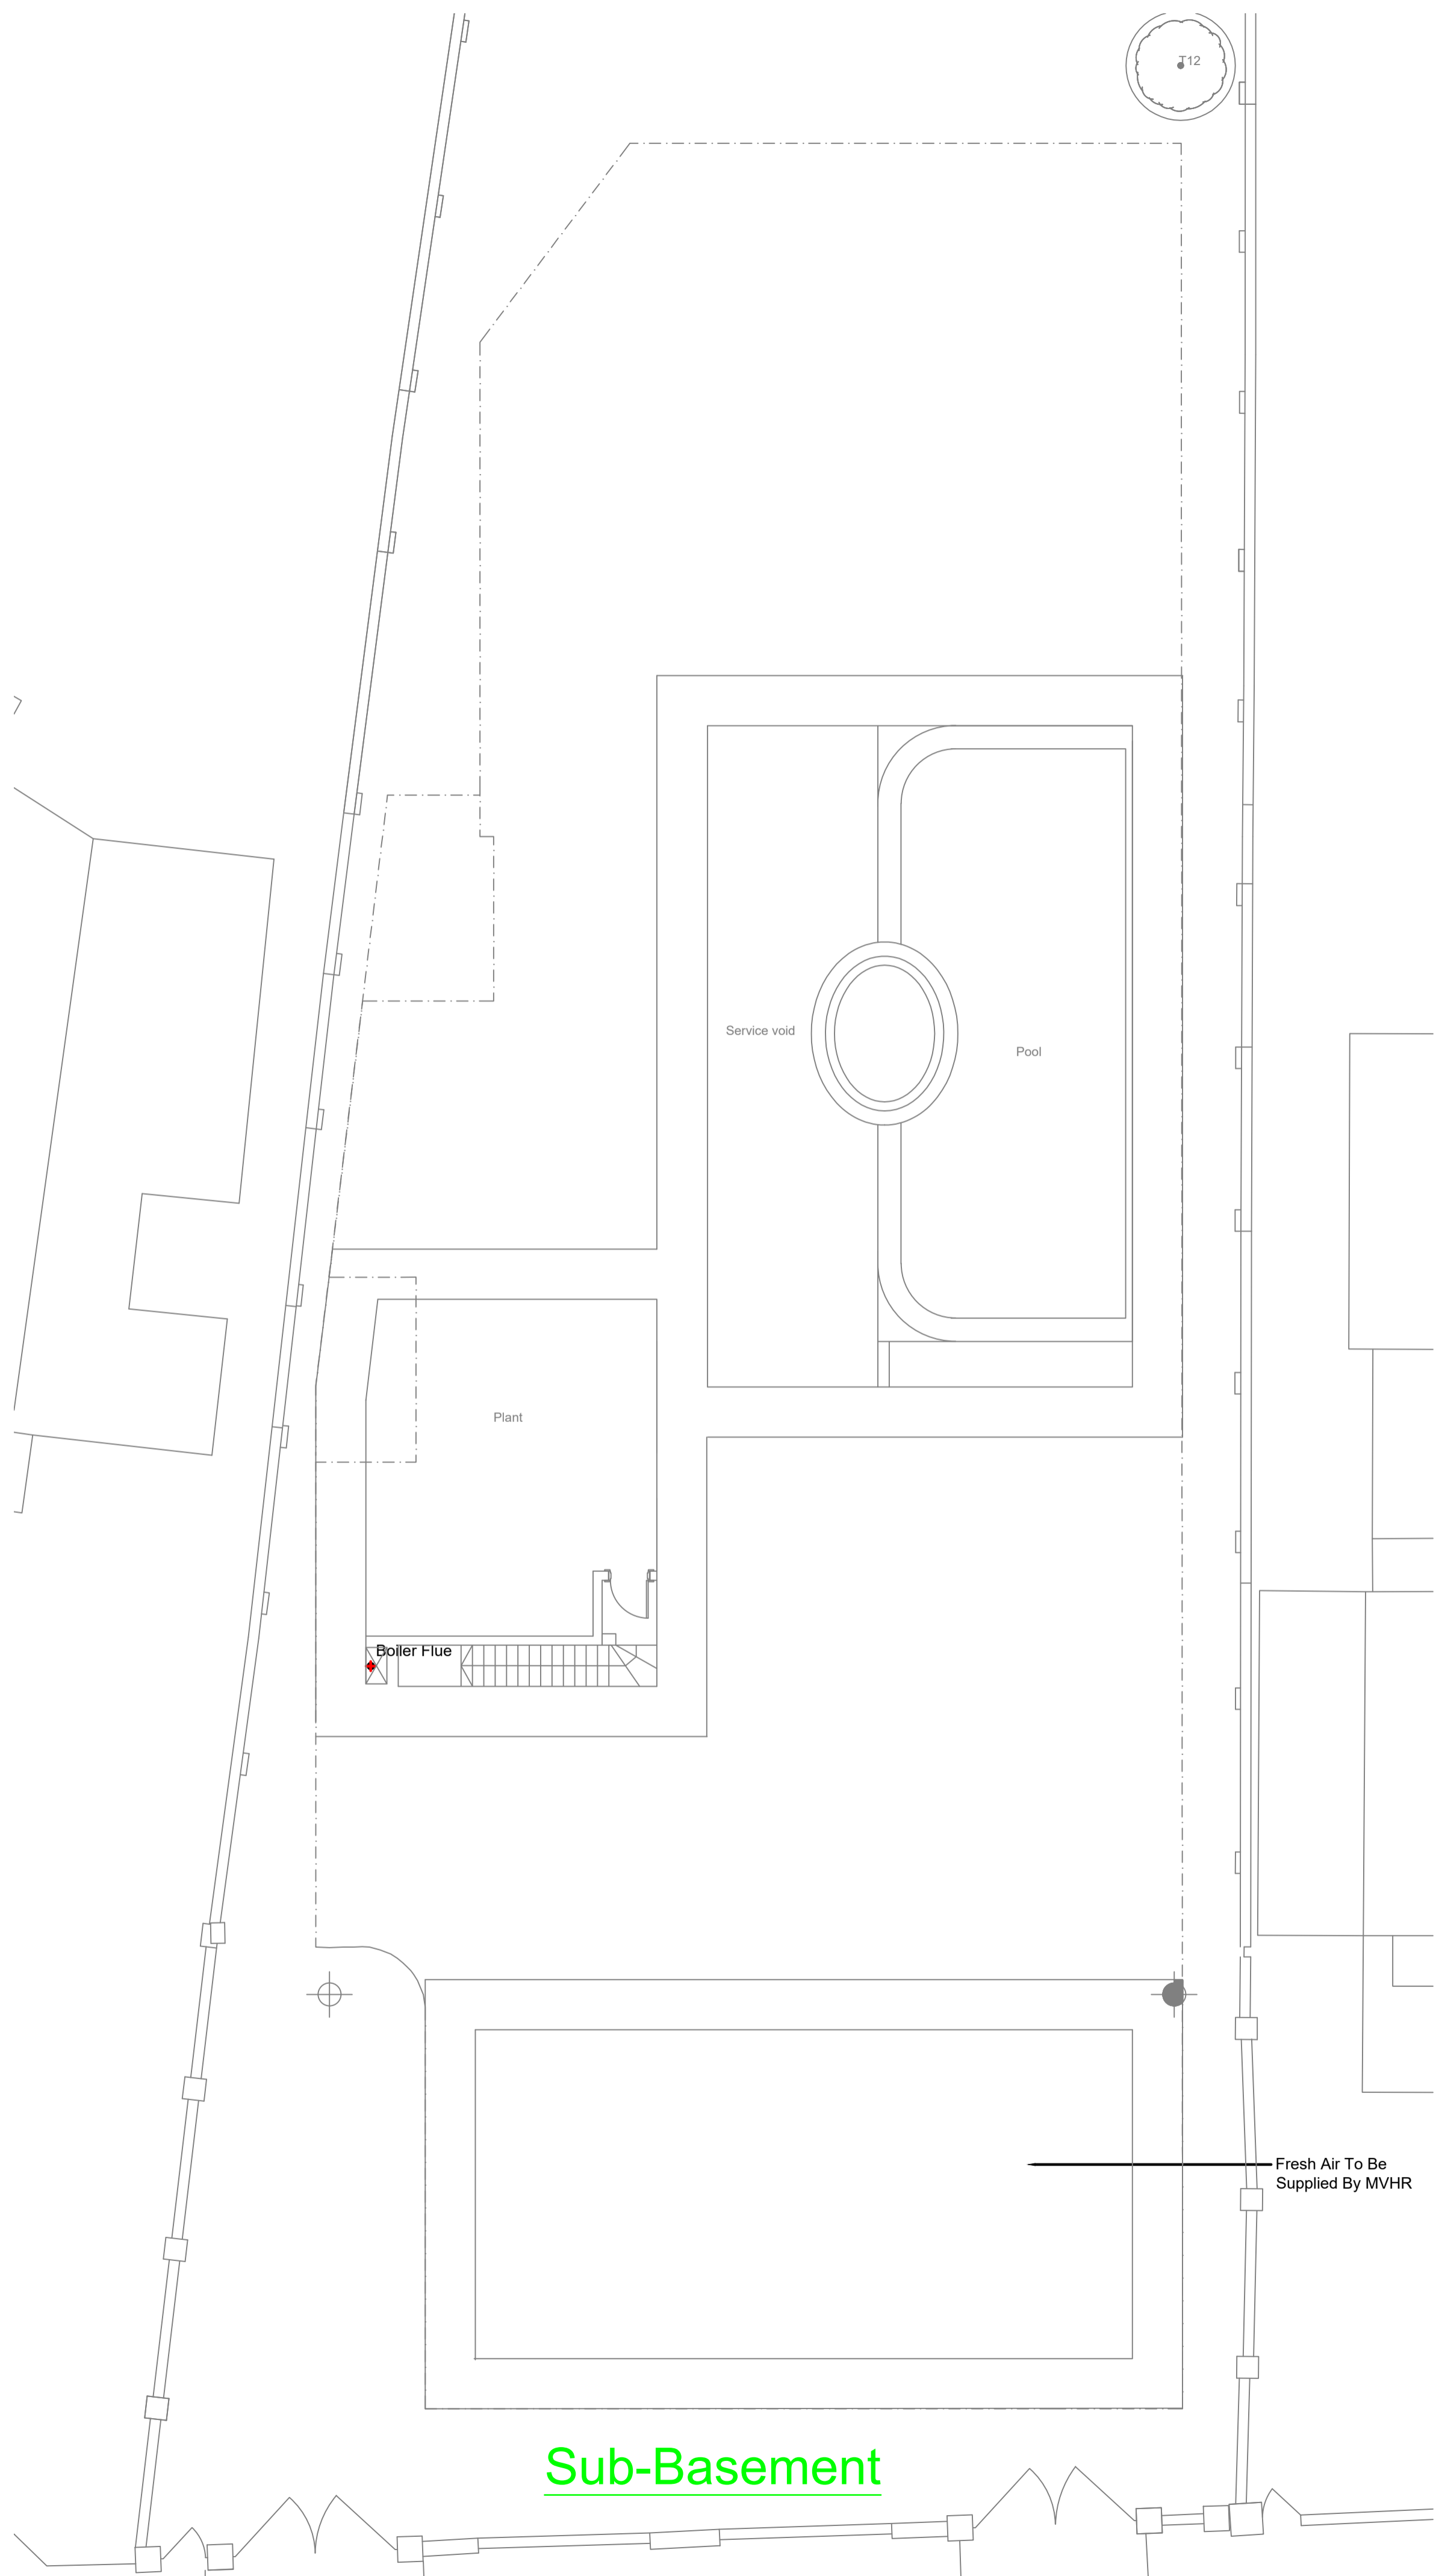 T12
Service void
Pool
Plant
Boiler Flue
Fresh Air To Be
Supplied By MVHR
Sub-Basement